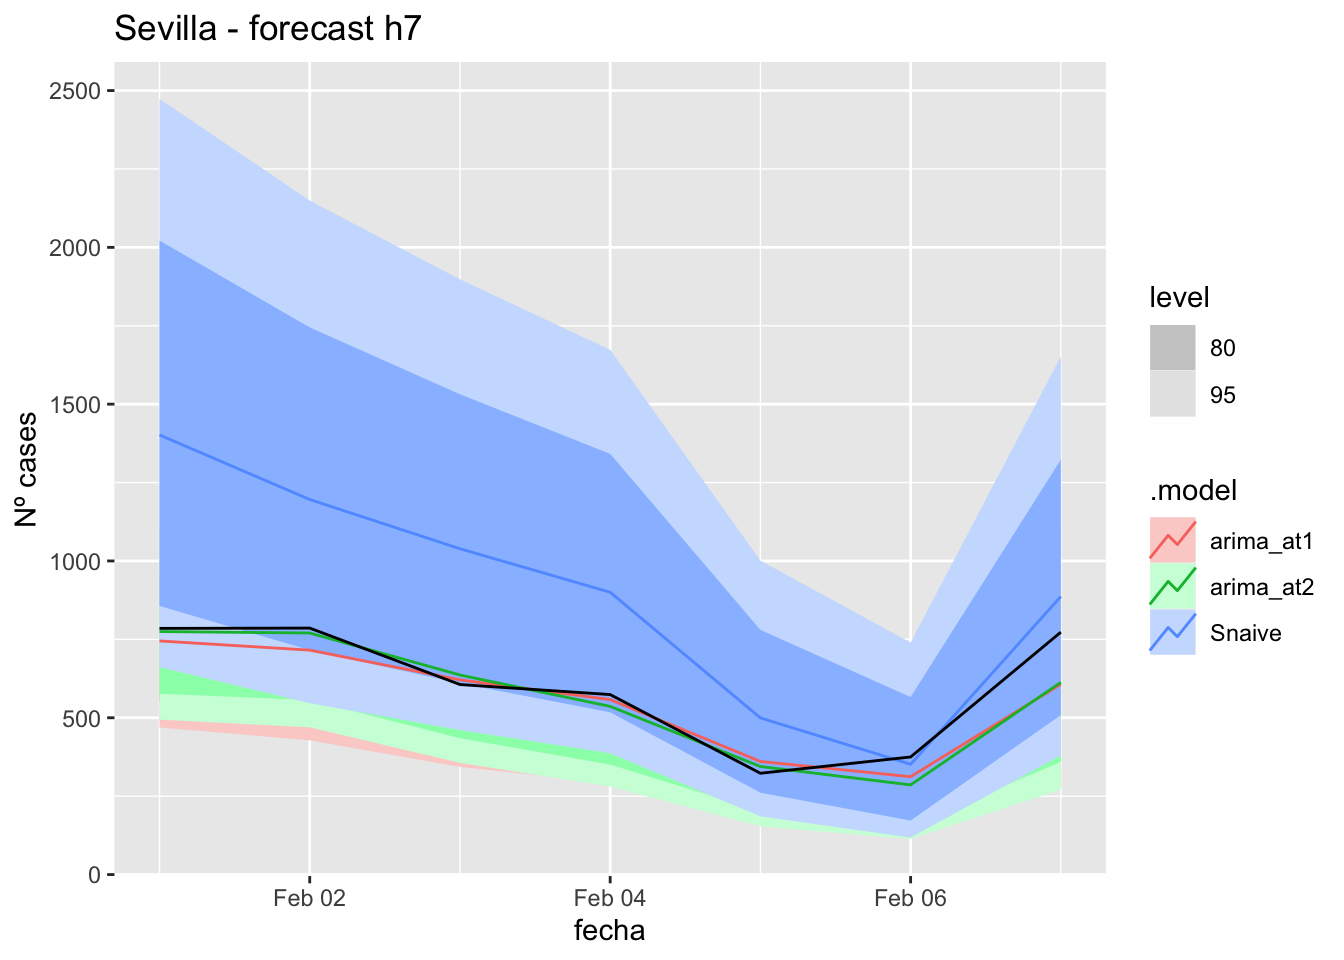 Sevilla - forecast h7
2500
2000
1500
1000
500
0
Nº cases
Feb 02
Feb 04
Feb 06
fecha
level
80
95
.model
arima_at1
arima_at2
Snaive